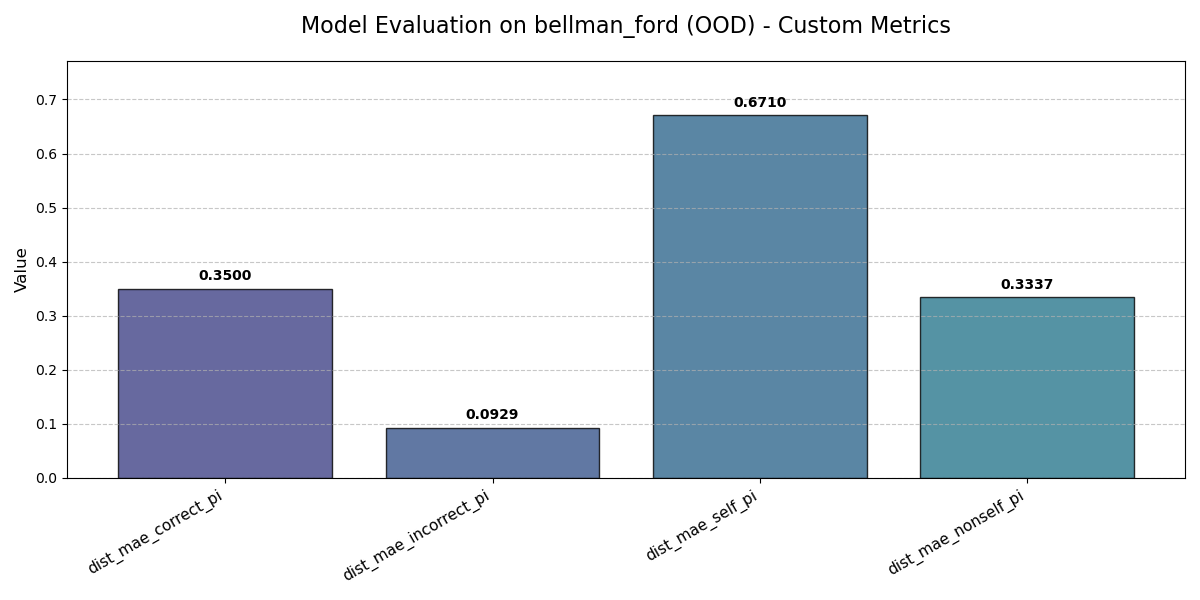 Model Evaluation on bellman_ford (OOD) - Custom Metrics
Value
0.7
0.6
0.5
0.4
0.3
0.2
0.1
0.0
0.3500
0.0929
0.6710
0.3337
dist_mae_correct_pi
dist_mae_incorrect_pi
dist_mae_self_pi
dist_mae_nonself_pi